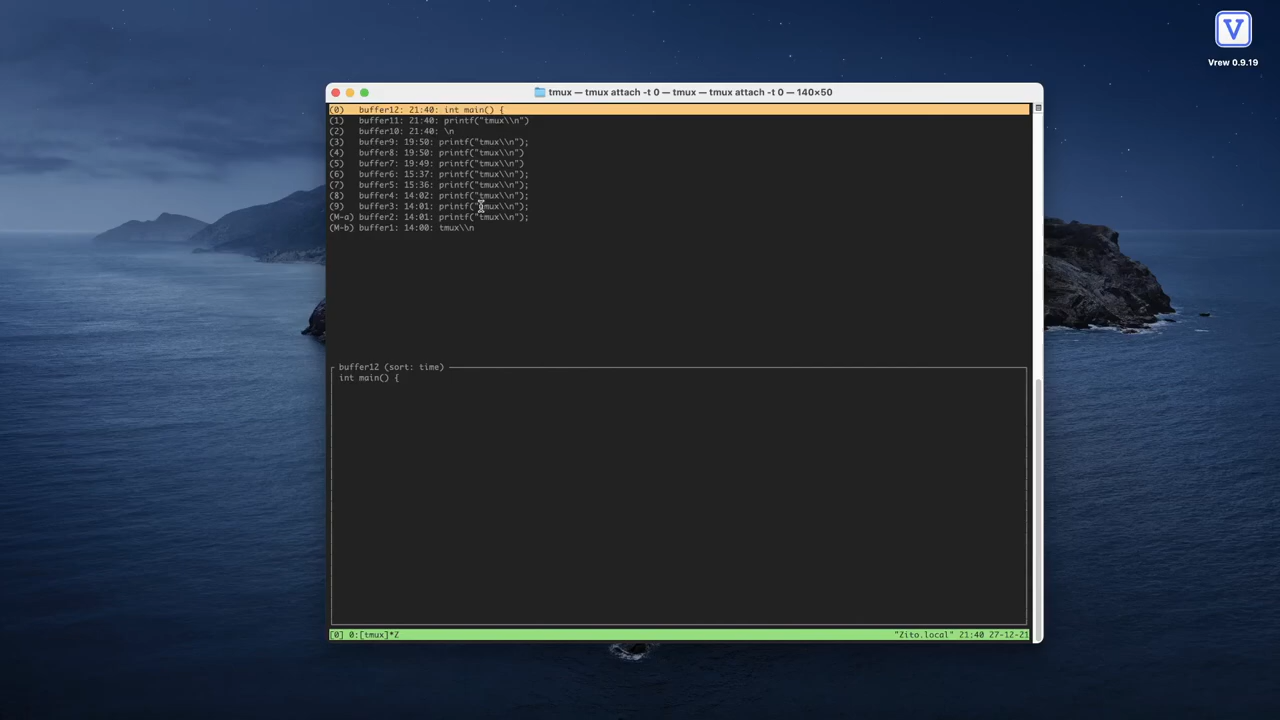 V
Vrew 0.9.19
tmux — tmux attach -t 0 — tmux — tmux attach -t 0 — 140×50
(0) buffer12: 21:40: int main() {
(1) buffer11: 21:40: printf("tmux\\n")
(2) buffer10: 21:40: \n
(3) buffer9: 19:50: printf("tmux\\n");
(4) buffer8: 19:50: printf("tmux\\n")
(5) buffer7: 19:49: printf("tmux\\n")
(6) buffer6: 15:37: printf("tmux\\n");
(7) buffer5: 15:36: printf("tmux\\n");
(8) buffer4: 14:02: printf("tmux\\n");
(9) buffer3: 14:01: printf("tmux\\n");
(M-a) buffer2: 14:01: printf("tmux\\n");
(M-b) buffer1: 14:00: tmux\\n
buffer12 (sort: time)
int main() {
[0] 0:[tmux]*Z
"Zito.local" 21:40 27-12-21